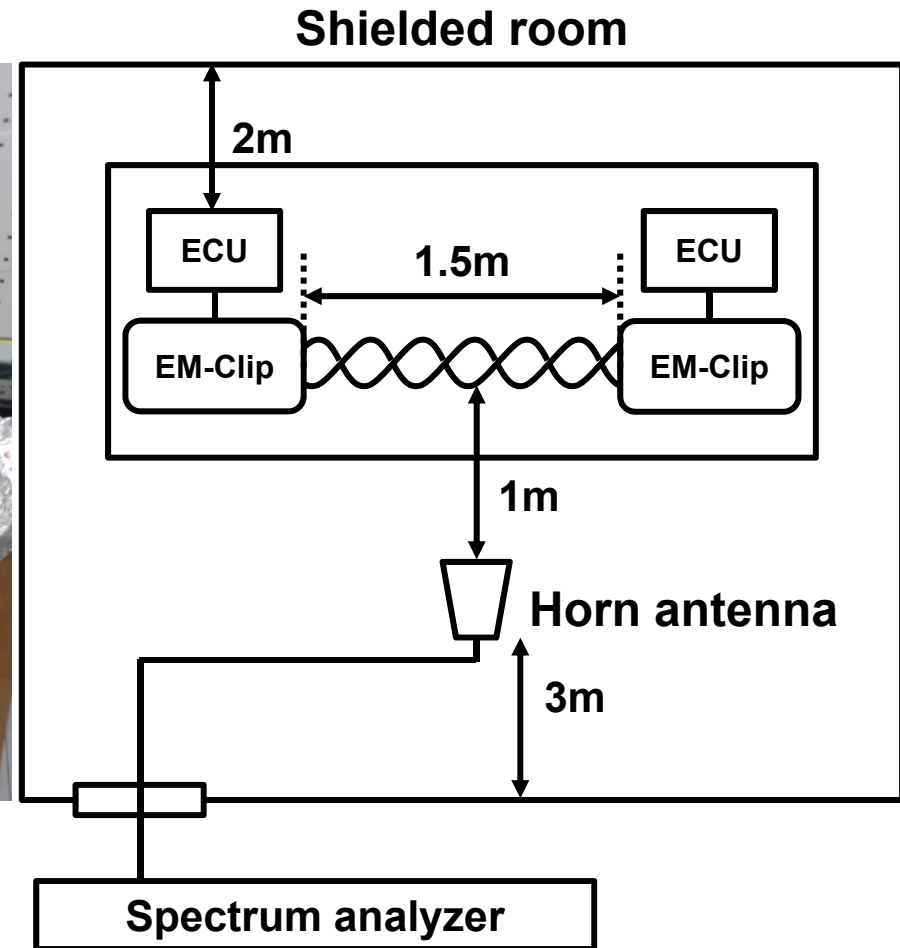 Shielded room
2m
ECU
ECU
1.5m
EM-Clip
EM-Clip
1m
Horn antenna
3m
Spectrum analyzer